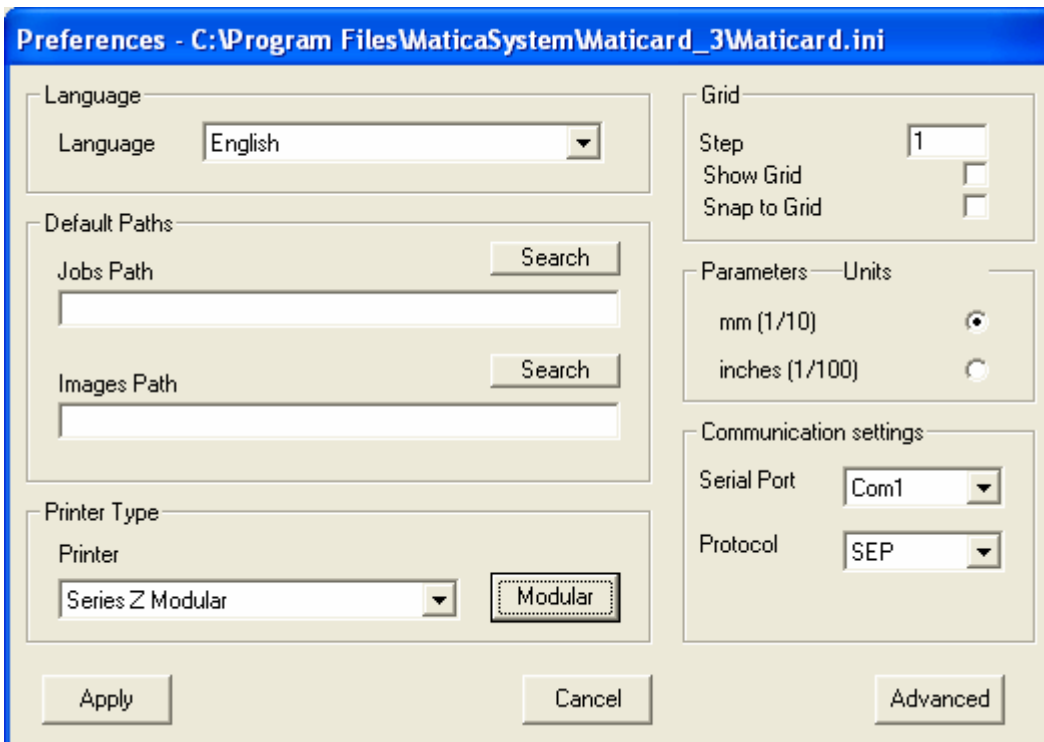 Preferences - C:\Program Files\MaticaSystem\Maticard_3\Maticard.ini
Language
Language English
Default Paths
Jobs Path Search
Images Path Search
Printer Type
Printer
Series Z Modular Modular
Grid
Step 1
Show Grid
Snap to Grid
Parameters Units
mm (1/10)
inches (1/100)
Communication settings
Serial Port Com1
Protocol SEP
Apply Cancel Advanced